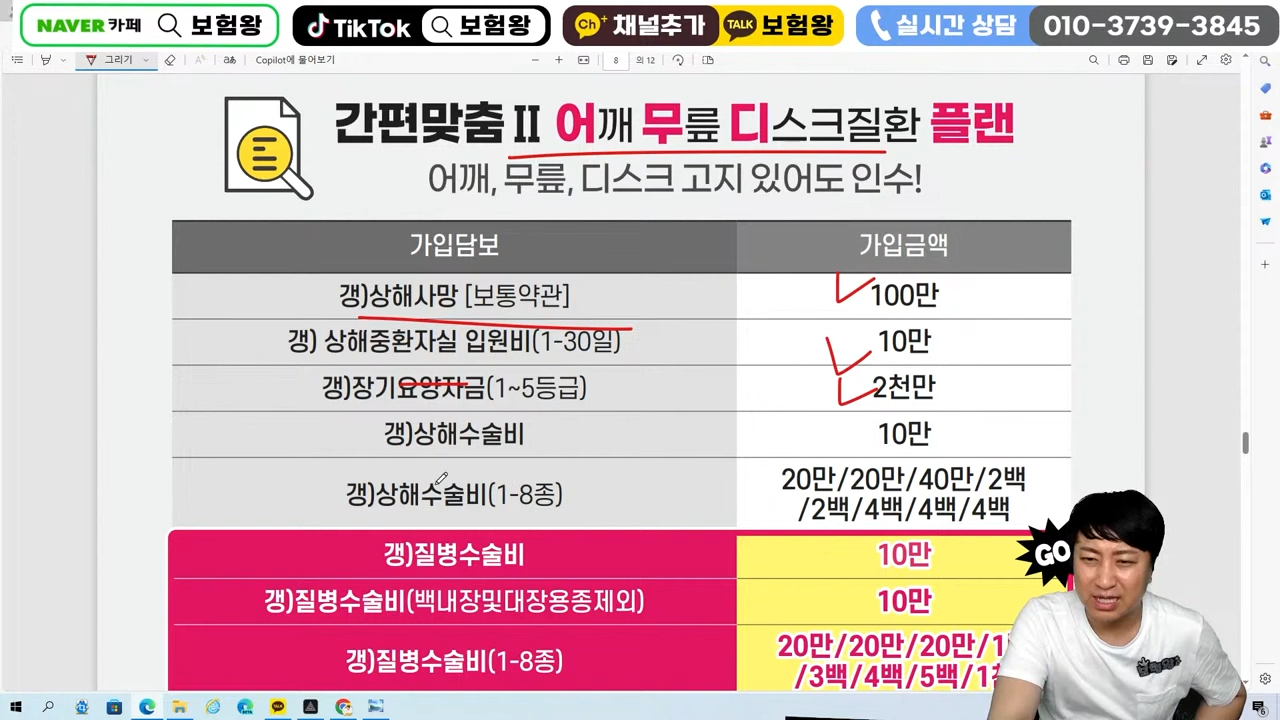 NAVER 카페 보험왕
TikTok 보험왕
Ch+ 채널추가 TALK 보험왕
실시간 상담 010-3739-3845
그리기 가 aあ Copilot에 물어보기 8 의 12
간편맞춤 II 어깨 무릎 디스크질환 플랜
어깨, 무릎, 디스크 고지 있어도 인수!
가입담보 가입금액
갱)상해사망 [보통약관] 100만
갱) 상해중환자실 입원비(1-30일) 10만
갱)장기요양자금(1~5등급) 2천만
갱)상해수술비 10만
갱)상해수술비(1-8종) 20만/20만/40만/2백
/2백/4백/4백/4백
갱)질병수술비 10만
갱)질병수술비(백내장및대장용종제외) 10만
갱)질병수술비(1-8종) 20만/20만/20만/1
/3백/4백/5백/1
GO